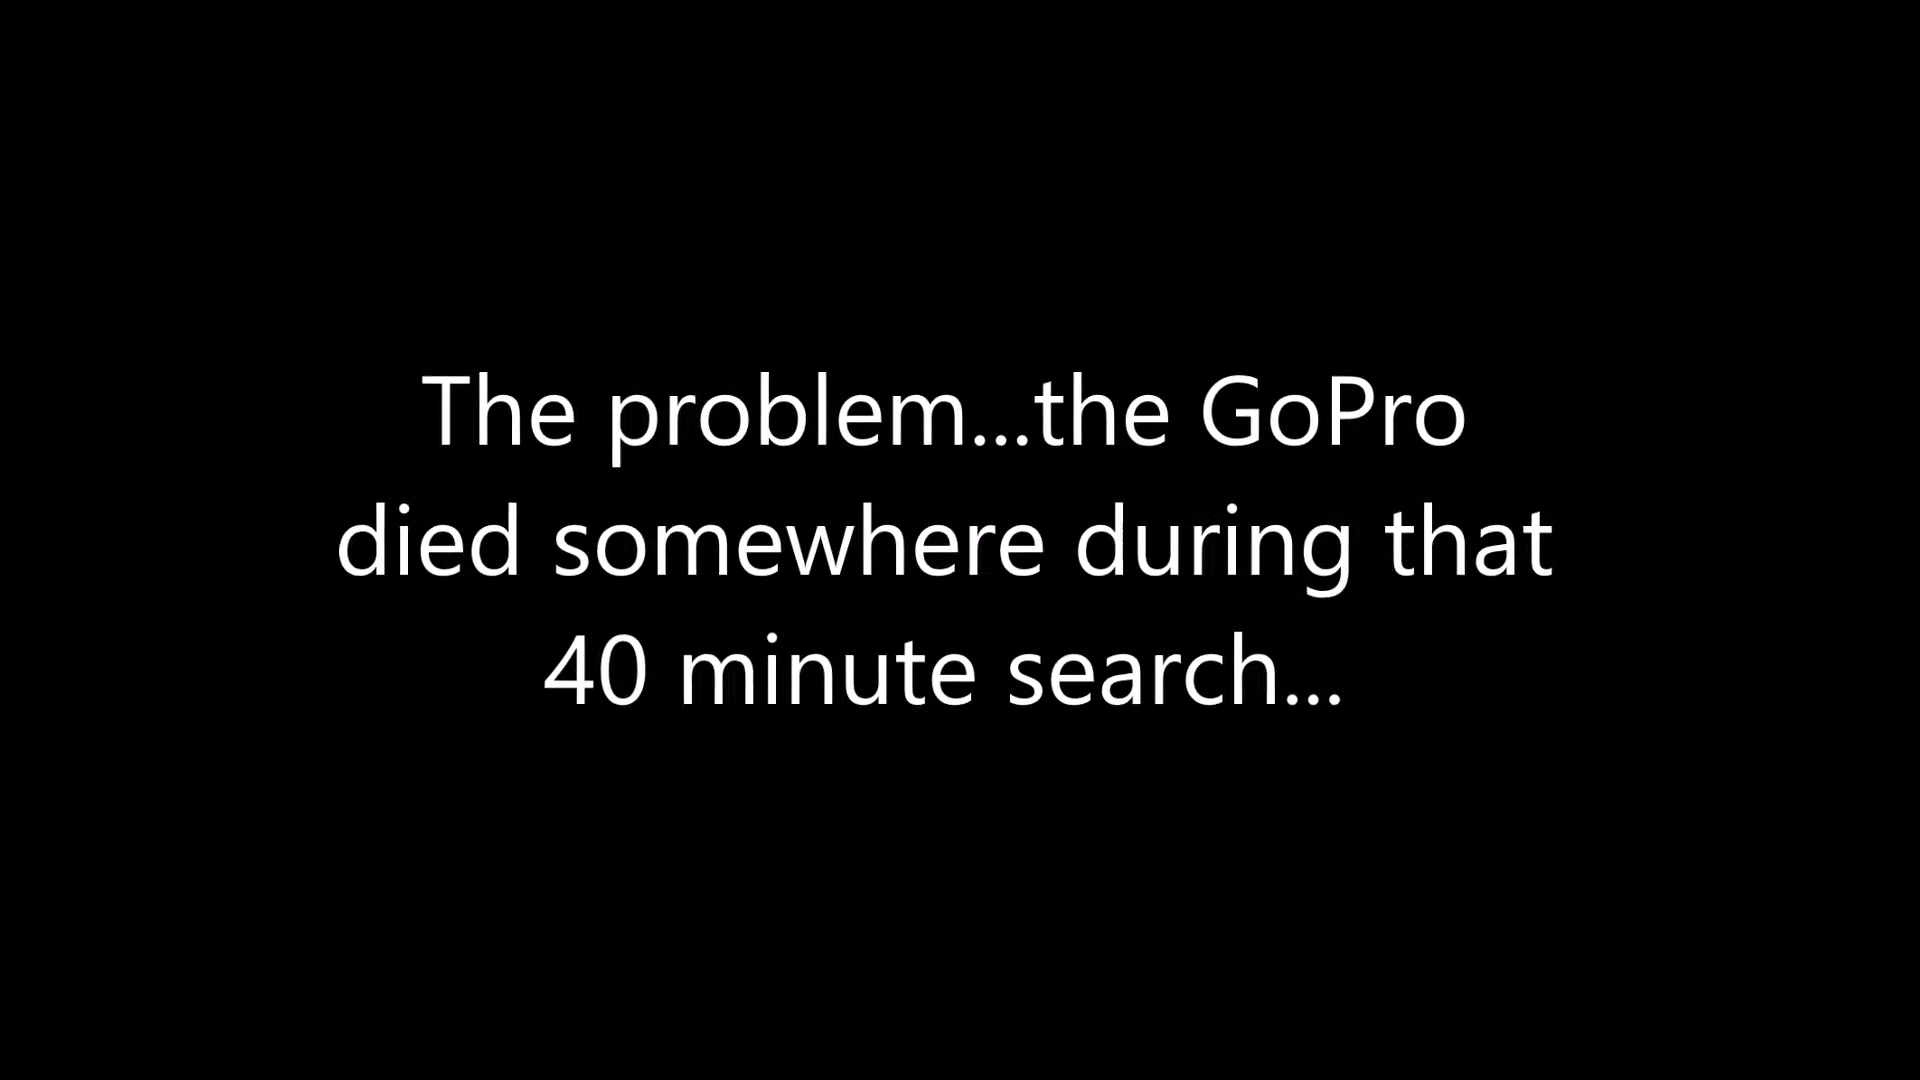 The problem...the GoPro
died somewhere during that
40 minute search...